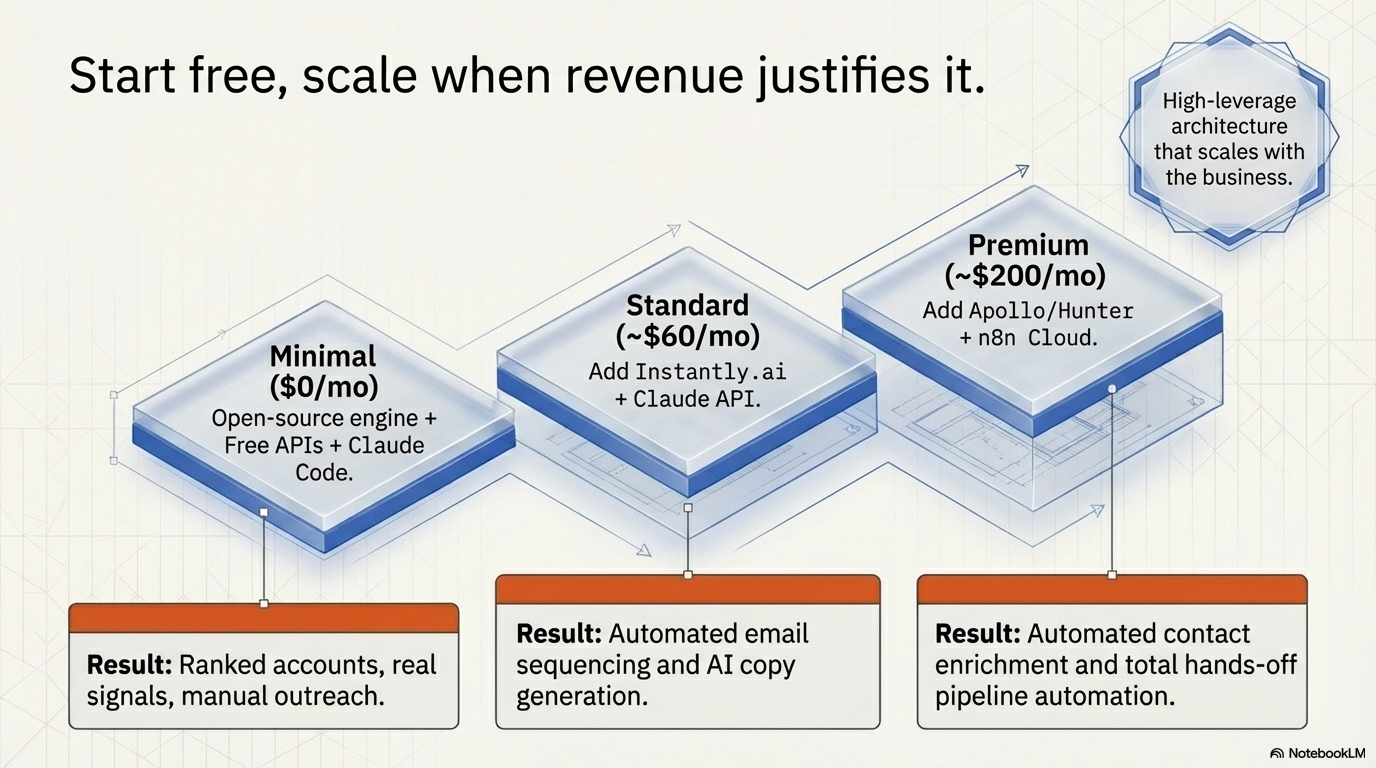 Start free, scale when revenue justifies it.
High-leverage
architecture
that scales with
the business.
Minimal
($0/mo)
Open-source engine +
Free APIs + Claude
Code.
Standard
(~$60/mo)
Add Instantly.ai
+ Claude API.
Premium
(~$200/mo)
Add Apollo/Hunter
+ n8n Cloud.
Result: Ranked accounts, real
signals, manual outreach.
Result: Automated email
sequencing and AI copy
generation.
Result: Automated contact
enrichment and total hands-off
pipeline automation.
NotebookLM